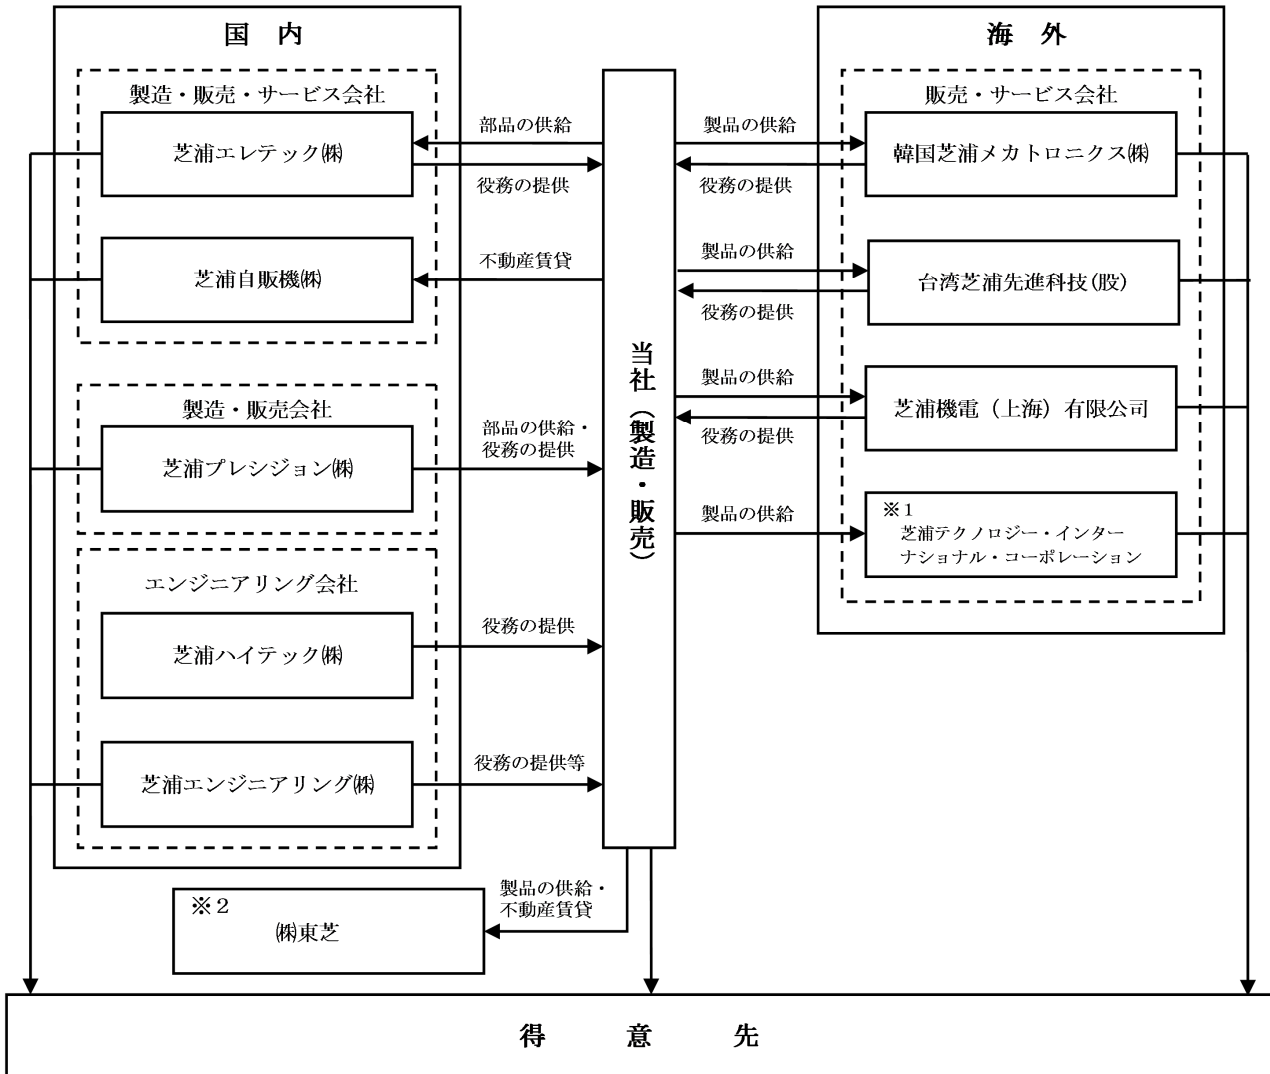 国　内
製造・販売・サービス会社
芝浦エレテック㈱
芝浦自販機㈱
製造・販売会社
芝浦プレシジョン㈱
エンジニアリング会社
芝浦ハイテック㈱
芝浦エンジニアリング㈱
部品の供給
役務の提供
不動産賃貸
部品の供給・
役務の提供
役務の提供
役務の提供等
当社（製造・販売）
製品の供給
役務の提供
製品の供給
役務の提供
製品の供給
役務の提供
製品の供給
海　外
販売・サービス会社
韓国芝浦メカトロニクス㈱
台湾芝浦先進科技(股)
芝浦機電（上海）有限公司
※１
芝浦テクノロジー・インター
ナショナル・コーポレーション
※２
㈱東芝
製品の供給・
不動産賃貸
得　意　先